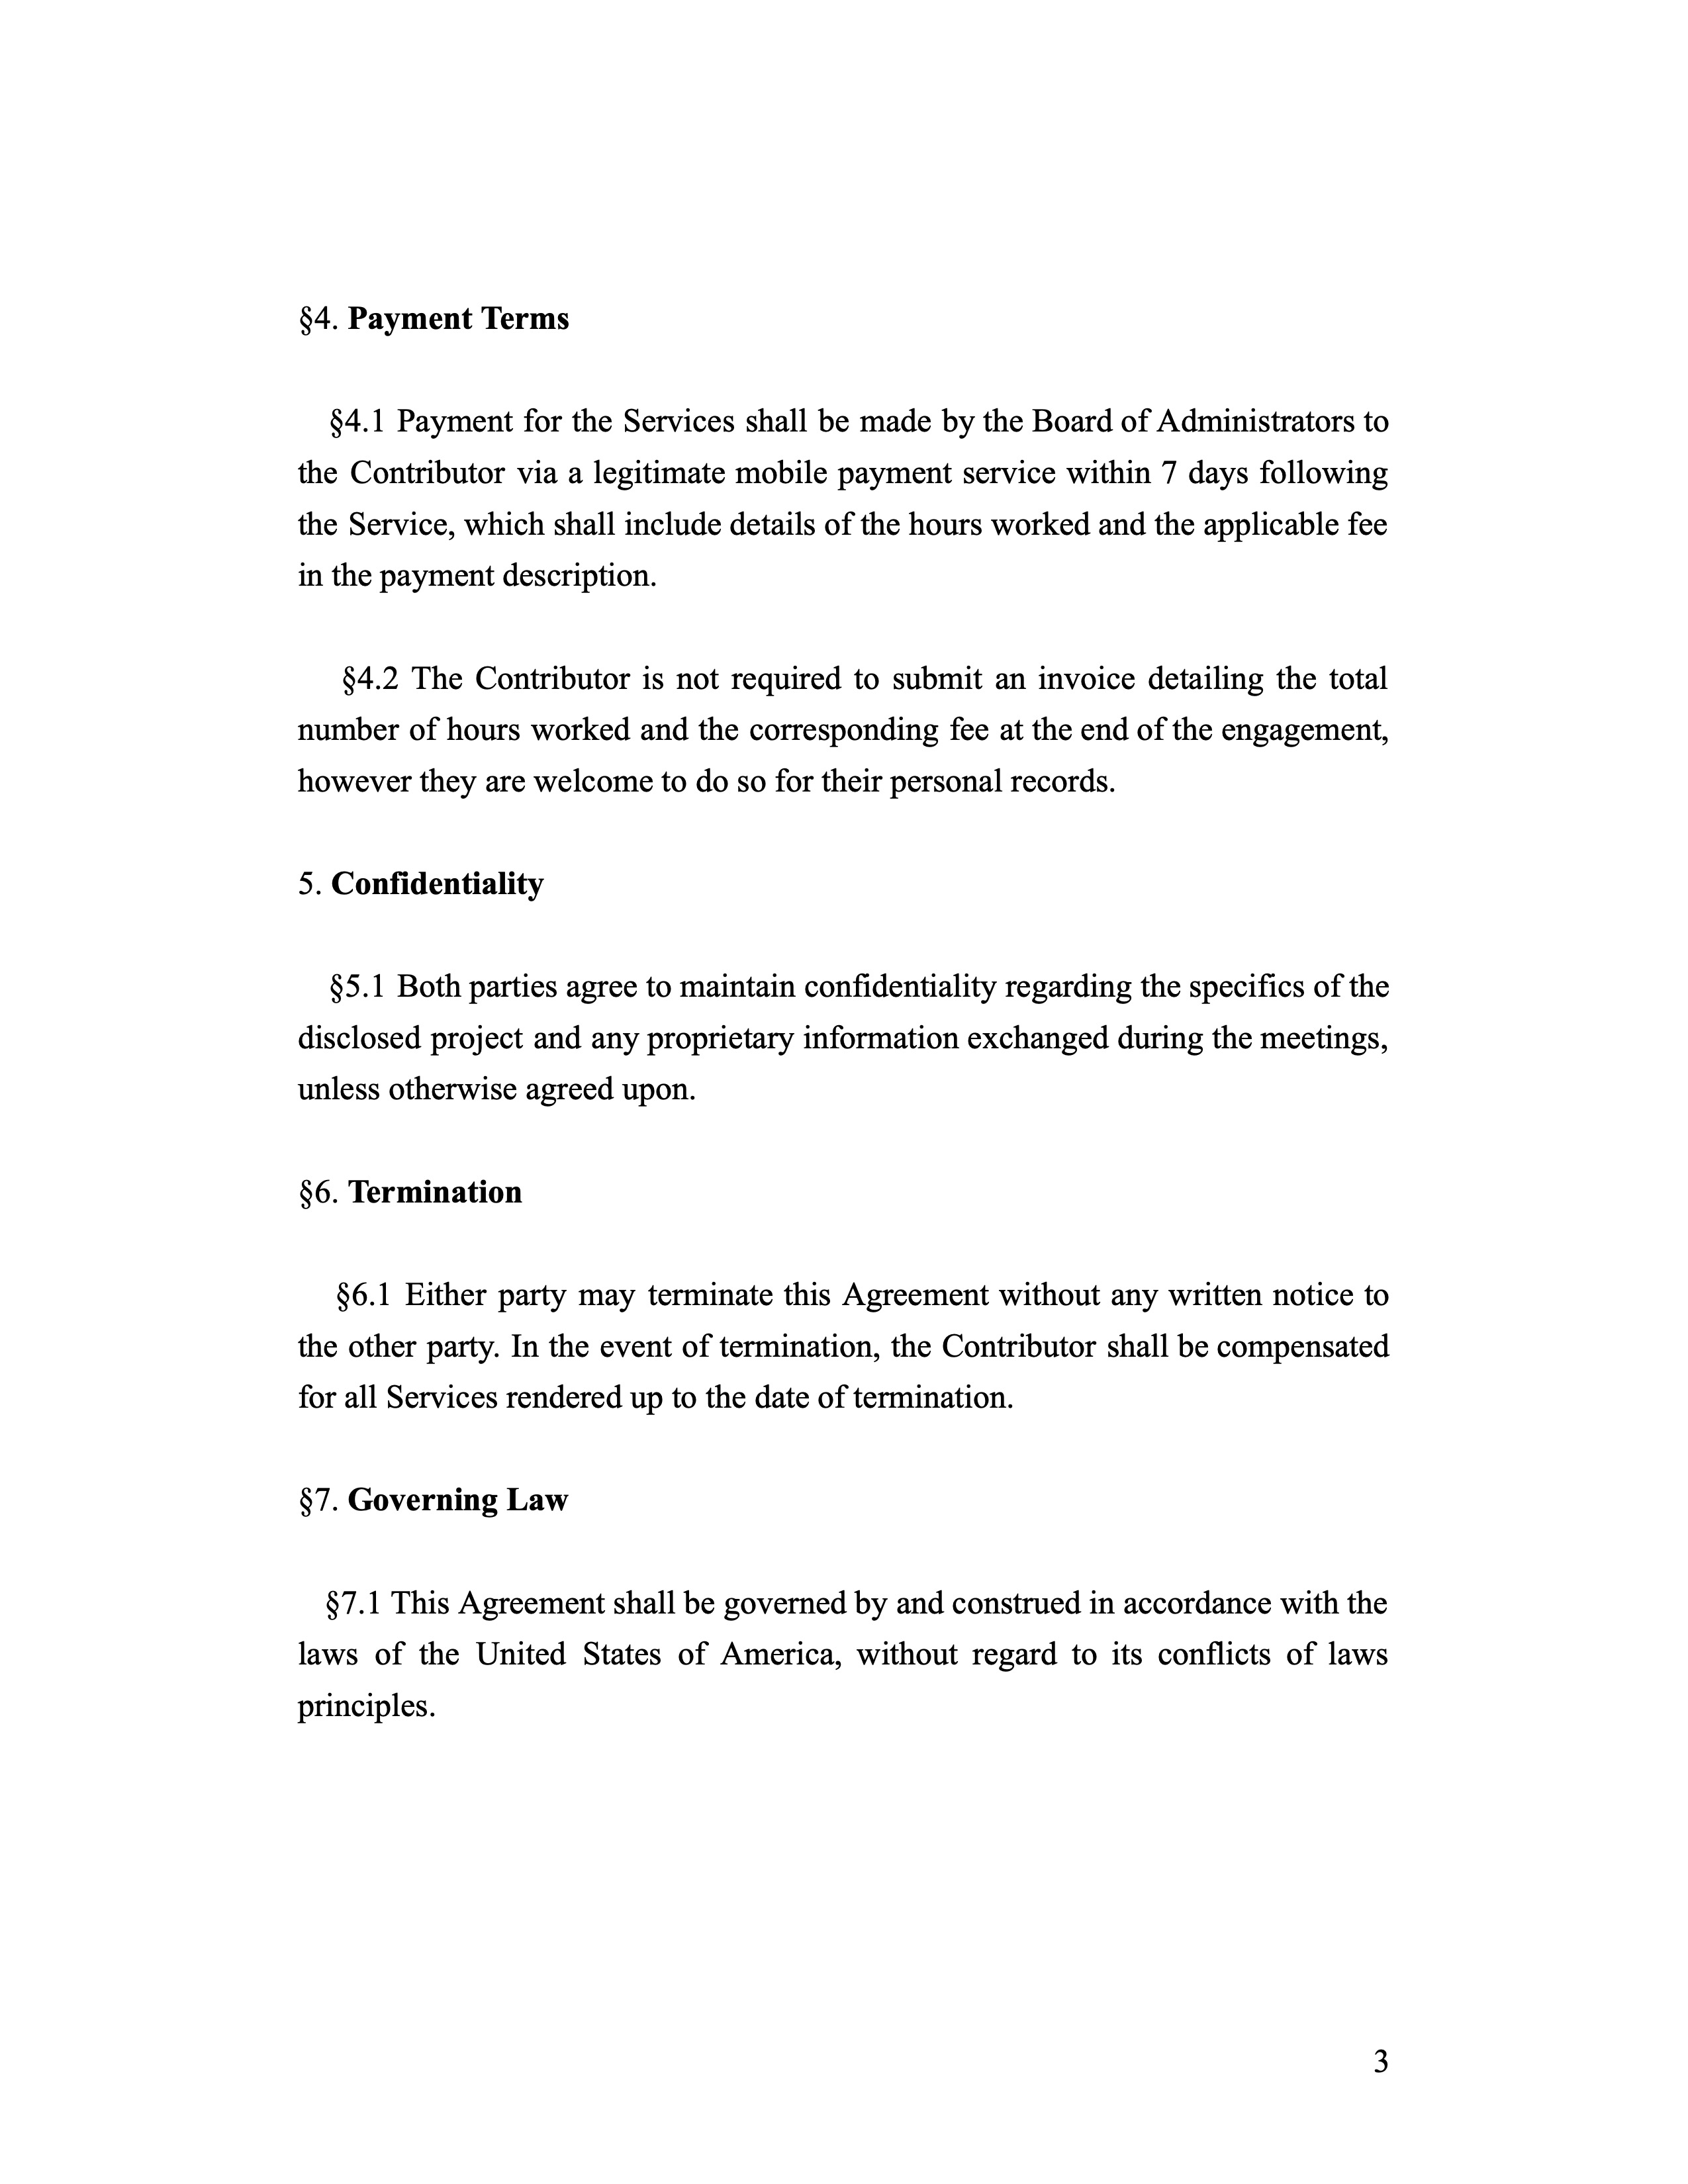 §4. Payment Terms
§4.1 Payment for the Services shall be made by the Board of Administrators to
the Contributor via a legitimate mobile payment service within 7 days following
the Service, which shall include details of the hours worked and the applicable fee
in the payment description.
§4.2 The Contributor is not required to submit an invoice detailing the total
number of hours worked and the corresponding fee at the end of the engagement,
however they are welcome to do so for their personal records.
5. Confidentiality
§5.1 Both parties agree to maintain confidentiality regarding the specifics of the
disclosed project and any proprietary information exchanged during the meetings,
unless otherwise agreed upon.
§6. Termination
§6.1 Either party may terminate this Agreement without any written notice to
the other party. In the event of termination, the Contributor shall be compensated
for all Services rendered up to the date of termination.
§7. Governing Law
§7.1 This Agreement shall be governed by and construed in accordance with the
laws of the United States of America, without regard to its conflicts of laws
principles.
3